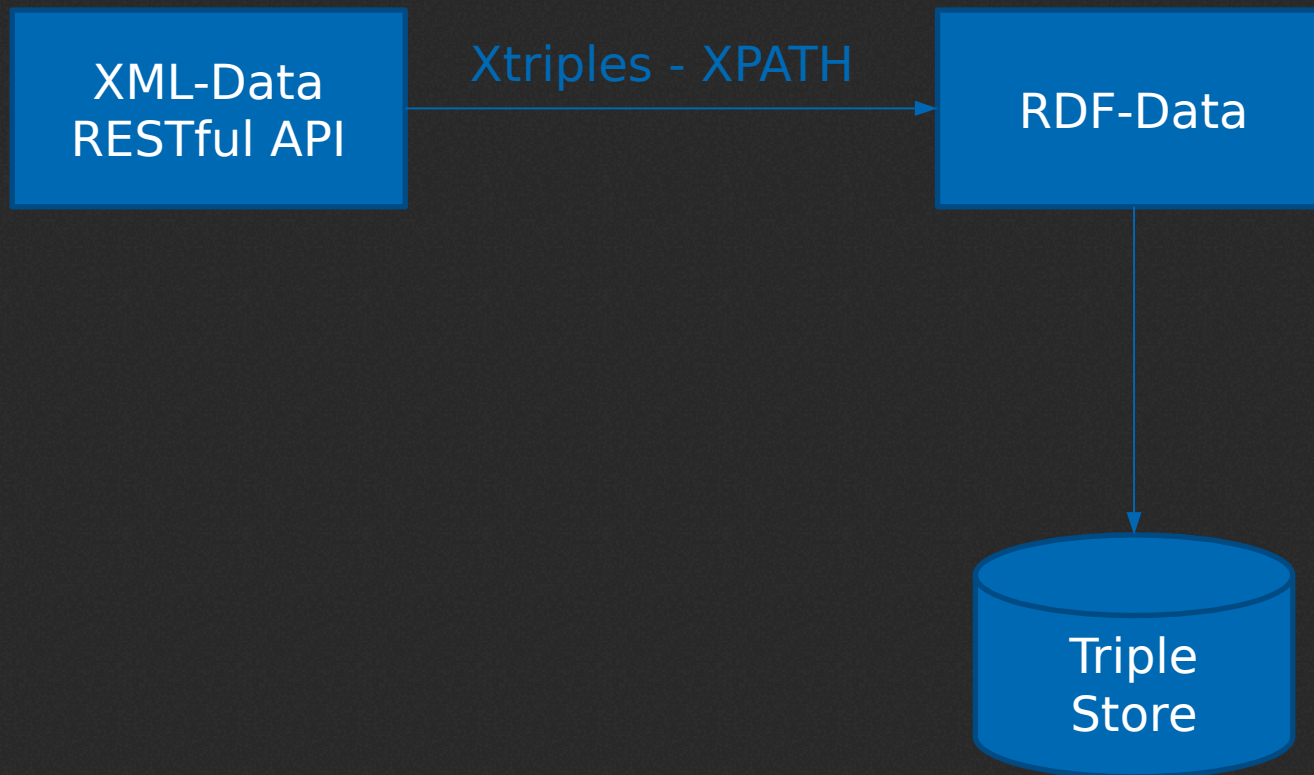 XML-Data
RESTful API
Xtriples - XPATH
RDF-Data
Triple
Store